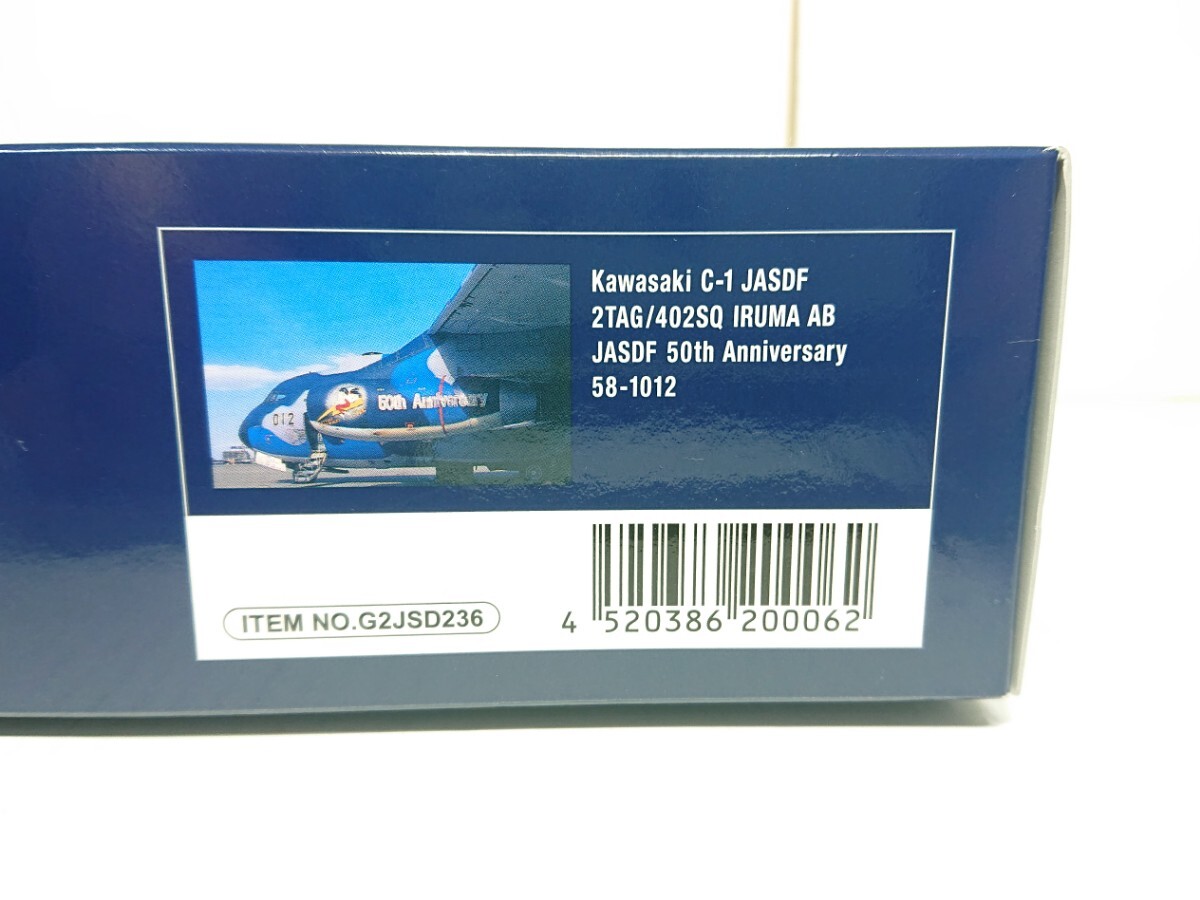 Kawasaki C-1 JASDF
2TAG/402SQ IRUMA AB
JASDF 50th Anniversary
58-1012
012
50th Anniversary
ITEM NO.G2JSD236
4 520386 200062